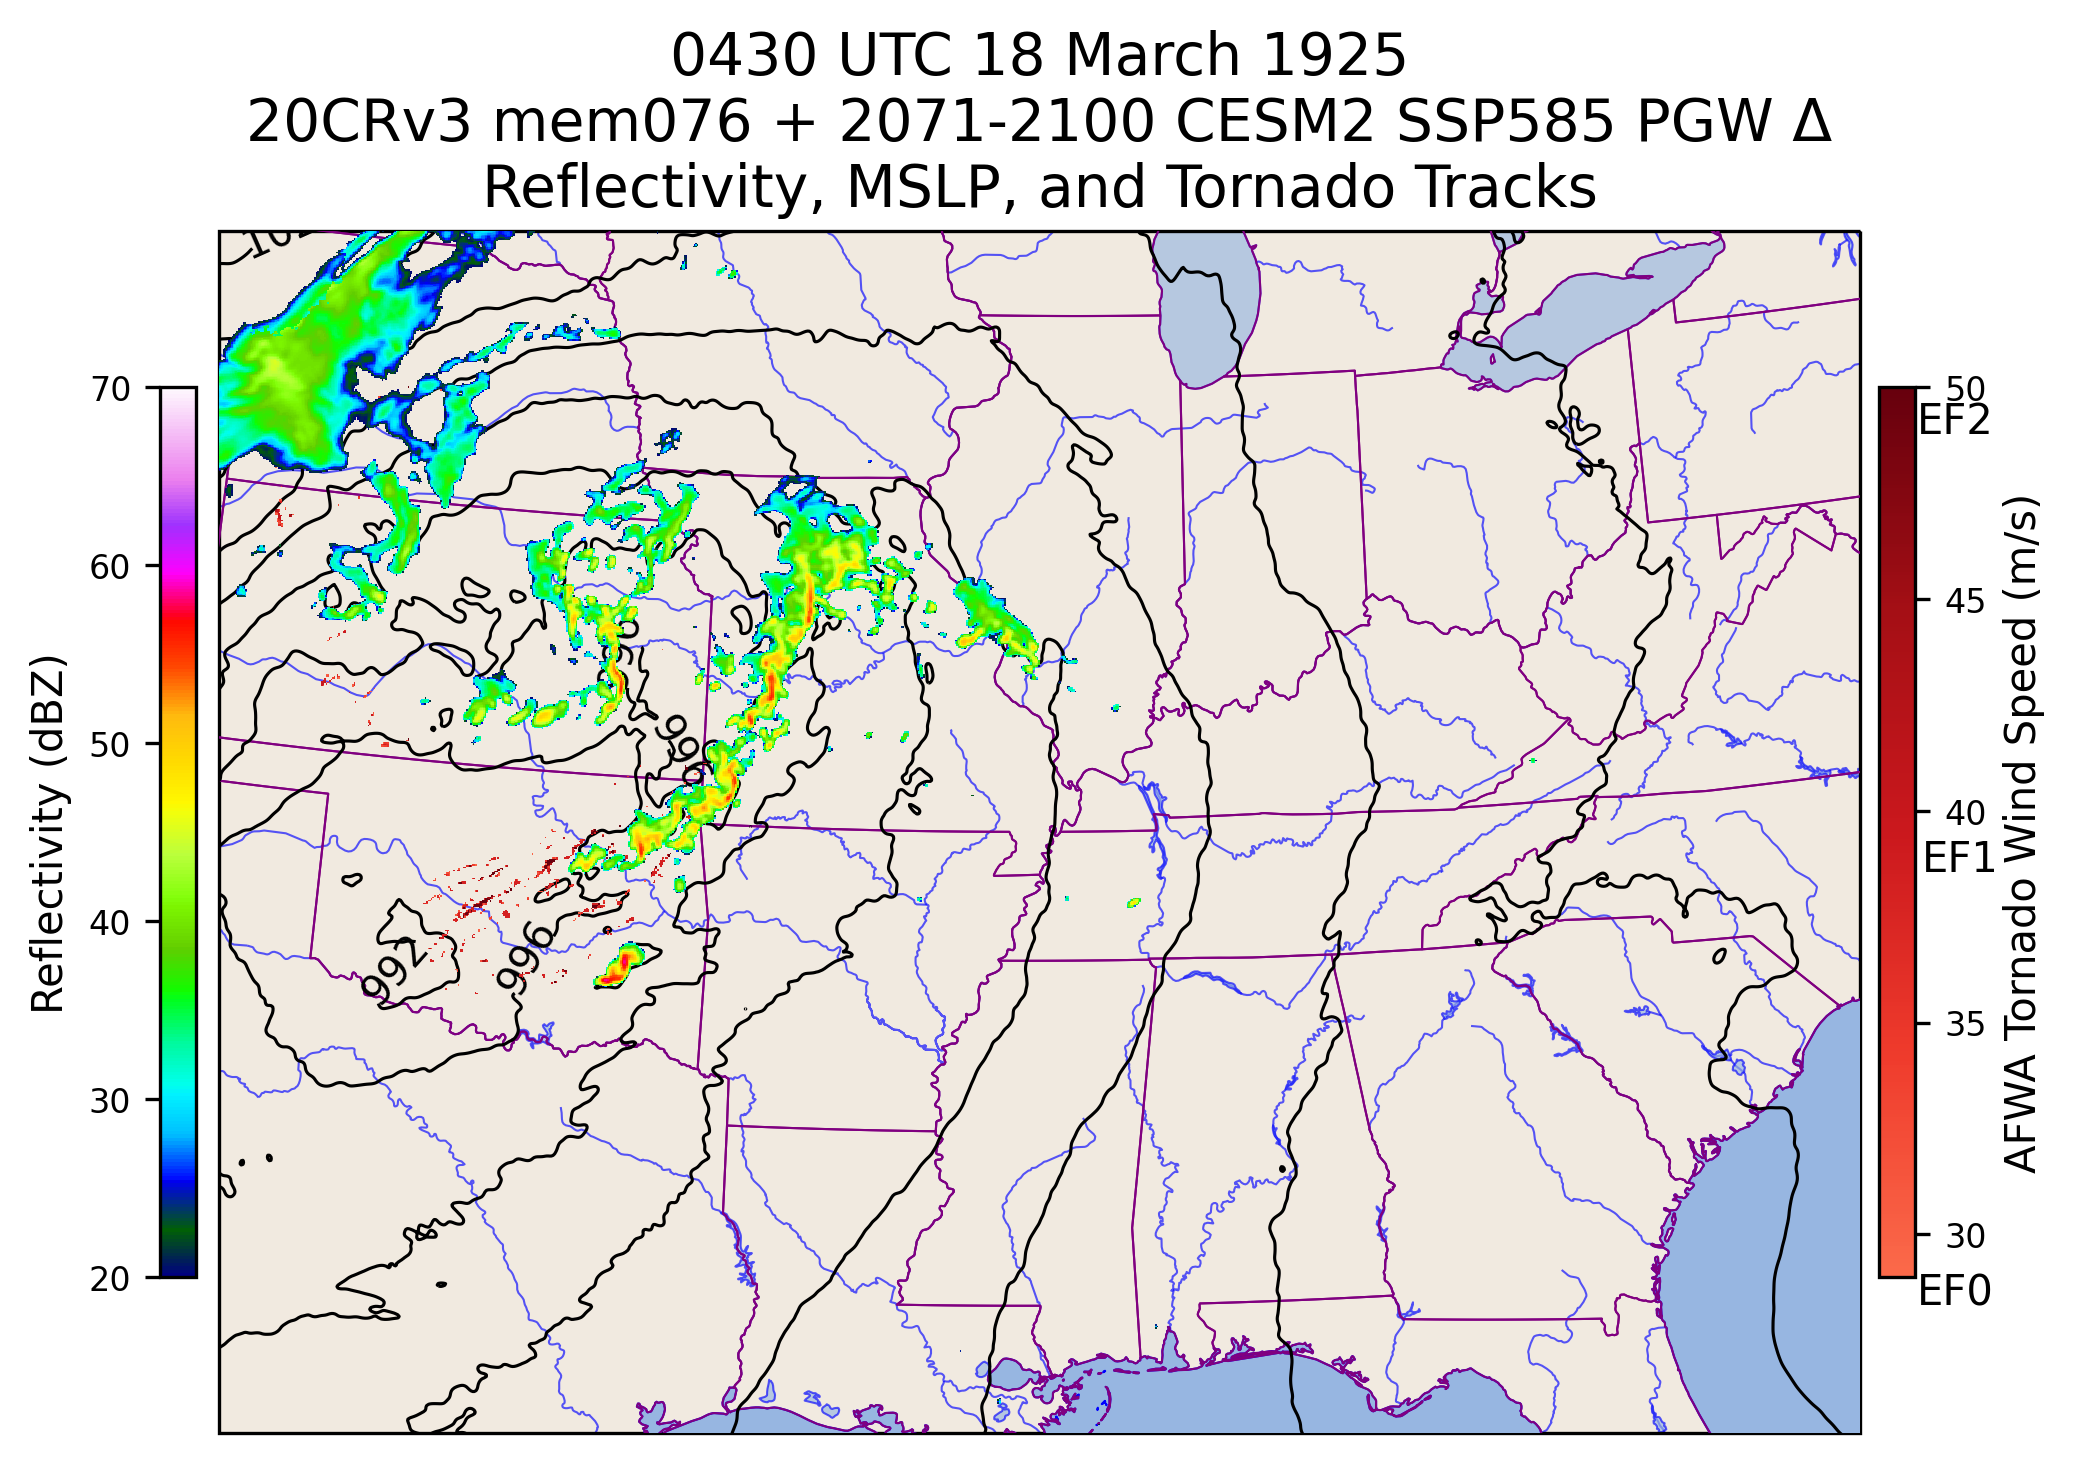 0430 UTC 18 March 1925
20CRv3 mem076 + 2071-2100 CESM2 SSP585 PGW Δ
Reflectivity, MSLP, and Tornado Tracks
70
60
50
40
30
20
Reflectivity (dBZ)
992
996
50
EF2
45
40
EF1
35
30
EF0
AFWA Tornado Wind Speed (m/s)